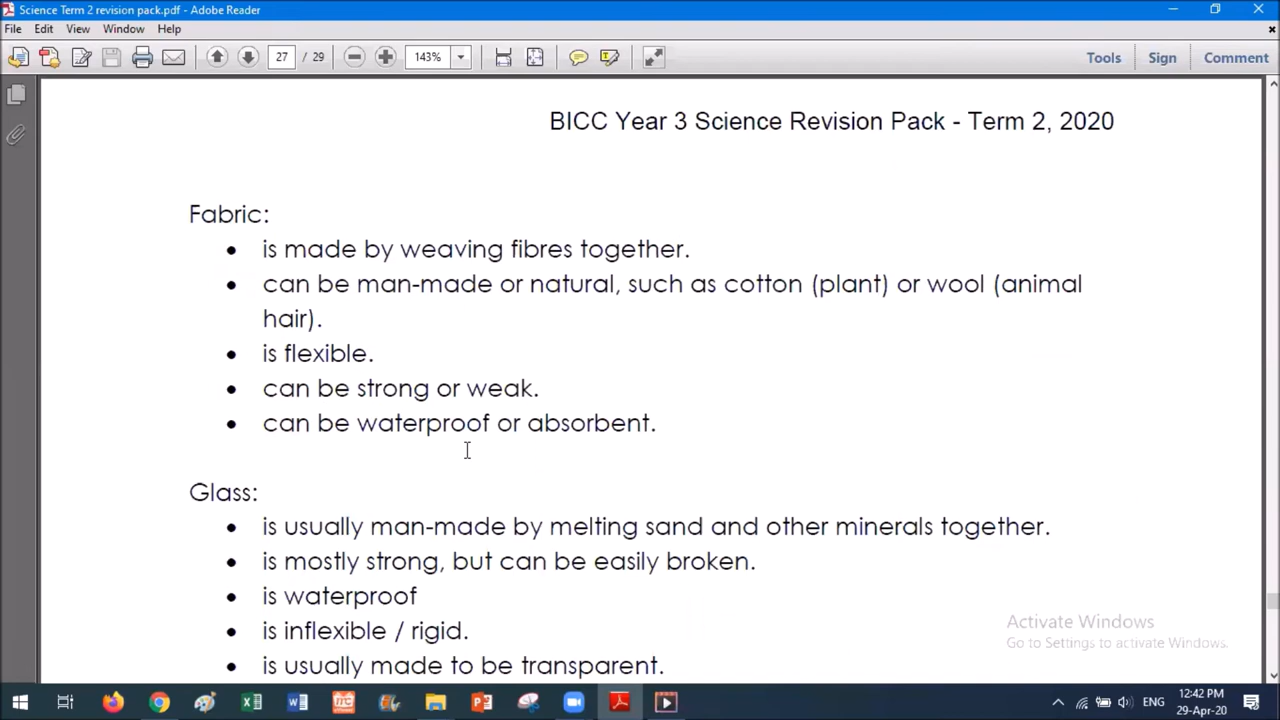 Science Term 2 revision pack.pdf - Adobe Reader
File Edit View Window Help
27 / 29 143% Tools Sign Comment
BICC Year 3 Science Revision Pack - Term 2, 2020
Fabric:
• is made by weaving fibres together.
• can be man-made or natural, such as cotton (plant) or wool (animal
hair).
• is flexible.
• can be strong or weak.
• can be waterproof or absorbent.
Glass:
• is usually man-made by melting sand and other minerals together.
• is mostly strong, but can be easily broken.
• is waterproof
• is inflexible / rigid.
• is usually made to be transparent.
Activate Windows
Go to Settings to activate Windows.
ENG
12:42 PM
29-Apr-20